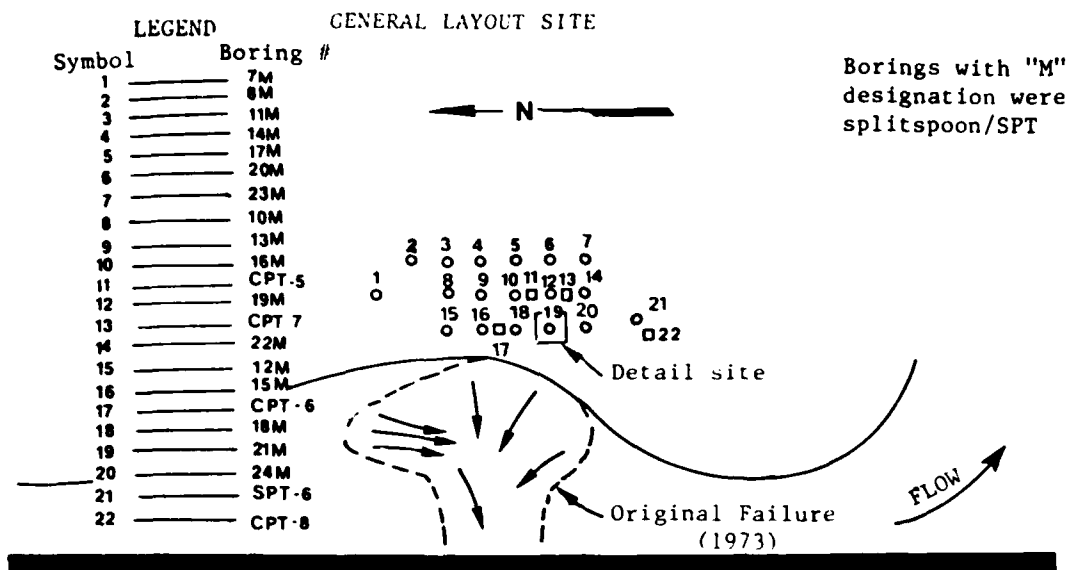 GENERAL LAYOUT SITE
LEGEND
Symbol Boring #
1 7M
2 8M
3 11M
4 14M
5 17M
6 20M
7 23M
8 10M
9 13M
10 16M
11 CPT-5
12 19M
13 CPT 7
14 22M
15 12M
16 15M
17 CPT-6
18 18M
19 21M
20 24M
21 SPT-6
22 CPT-8
N
Borings with "M"
designation were
splitspoon/SPT
2 3 4 5 6 7
1 8 9 10 11 12 13 14
15 16 18 19 20 21
22
17
Detail site
FLOW
Original Failure
(1973)